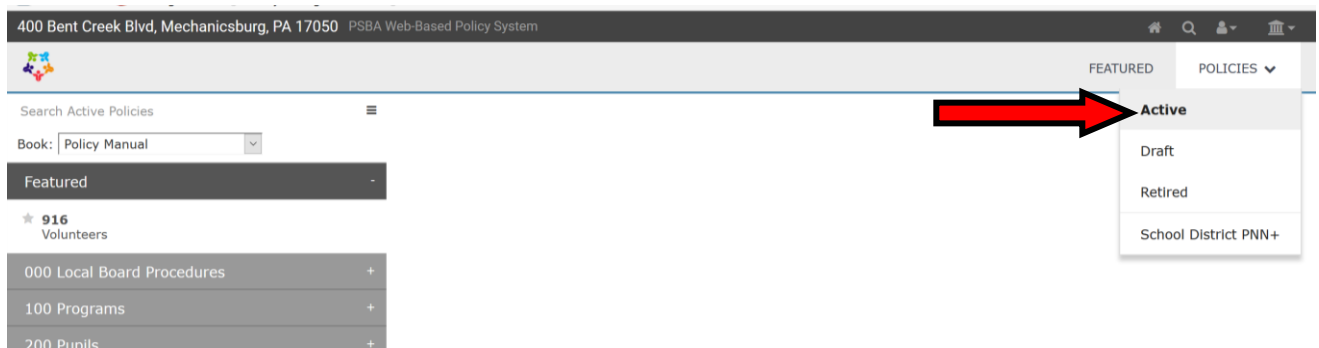 400 Bent Creek Blvd, Mechanicsburg, PA 17050 PSBA Web-Based Policy System
FEATURED POLICIES
Search Active Policies
Book: Policy Manual
Featured -
916
Volunteers
000 Local Board Procedures +
100 Programs +
200 Pupils +
Active
Draft
Retired
School District PNN+